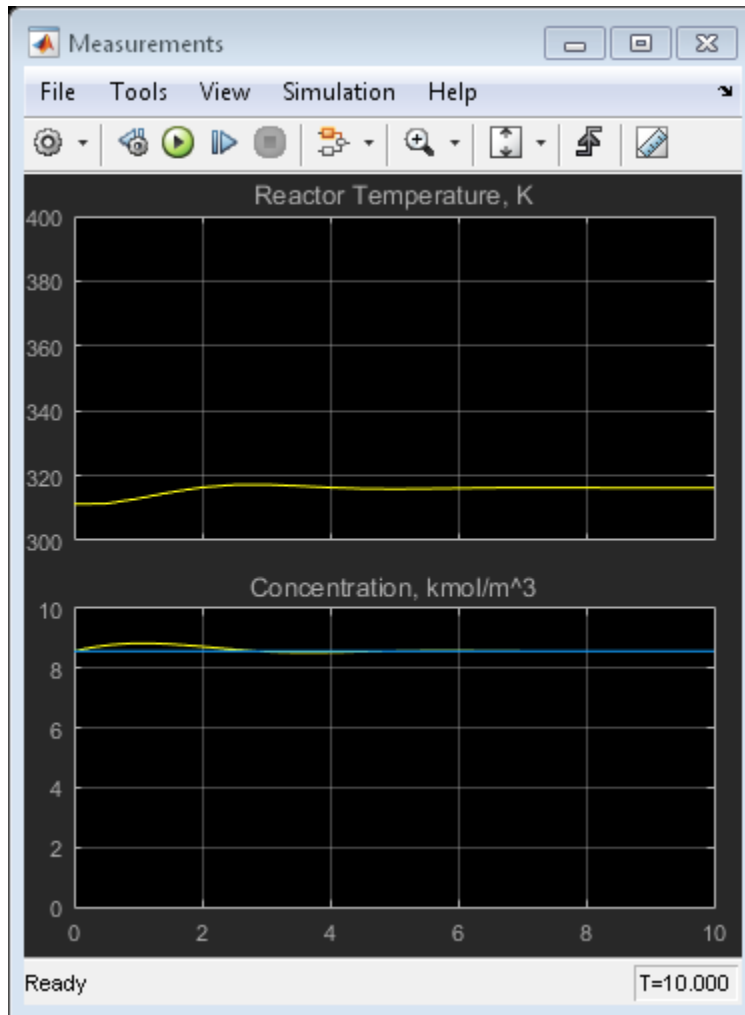 Measurements
File Tools View Simulation Help
Reactor Temperature, K
400
380
360
340
320
300
Concentration, kmol/m^3
10
8
6
4
2
0
0 2 4 6 8 10
Ready T=10.000